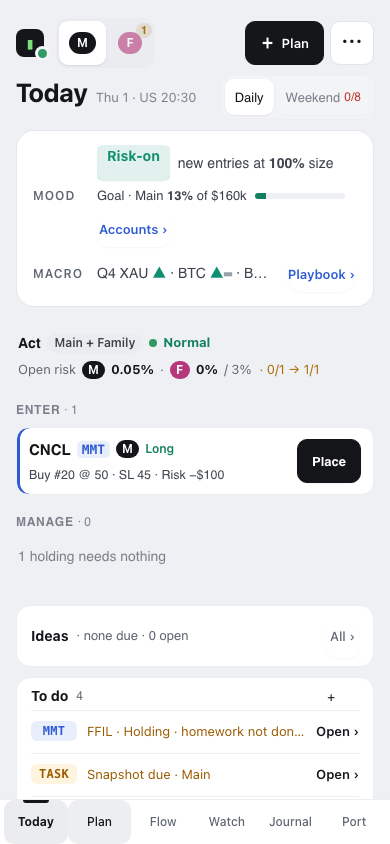 M F 1 + Plan ...
Today Thu 1 · US 20:30 Daily Weekend 0/8
Risk-on new entries at 100% size
MOOD Goal · Main 13% of $160k
Accounts ›
MACRO Q4 XAU ▲ · BTC ▲= · B… Playbook ›
Act Main + Family ● Normal
Open risk M 0.05% · F 0% / 3% · 0/1 → 1/1
ENTER · 1
CNCL MMT M Long
Buy #20 @ 50 · SL 45 · Risk −$100
Place
MANAGE · 0
1 holding needs nothing
Ideas · none due · 0 open All ›
To do 4 +
MMT FFIL · Holding · homework not don… Open ›
TASK Snapshot due · Main Open ›
Today Plan Flow Watch Journal Port